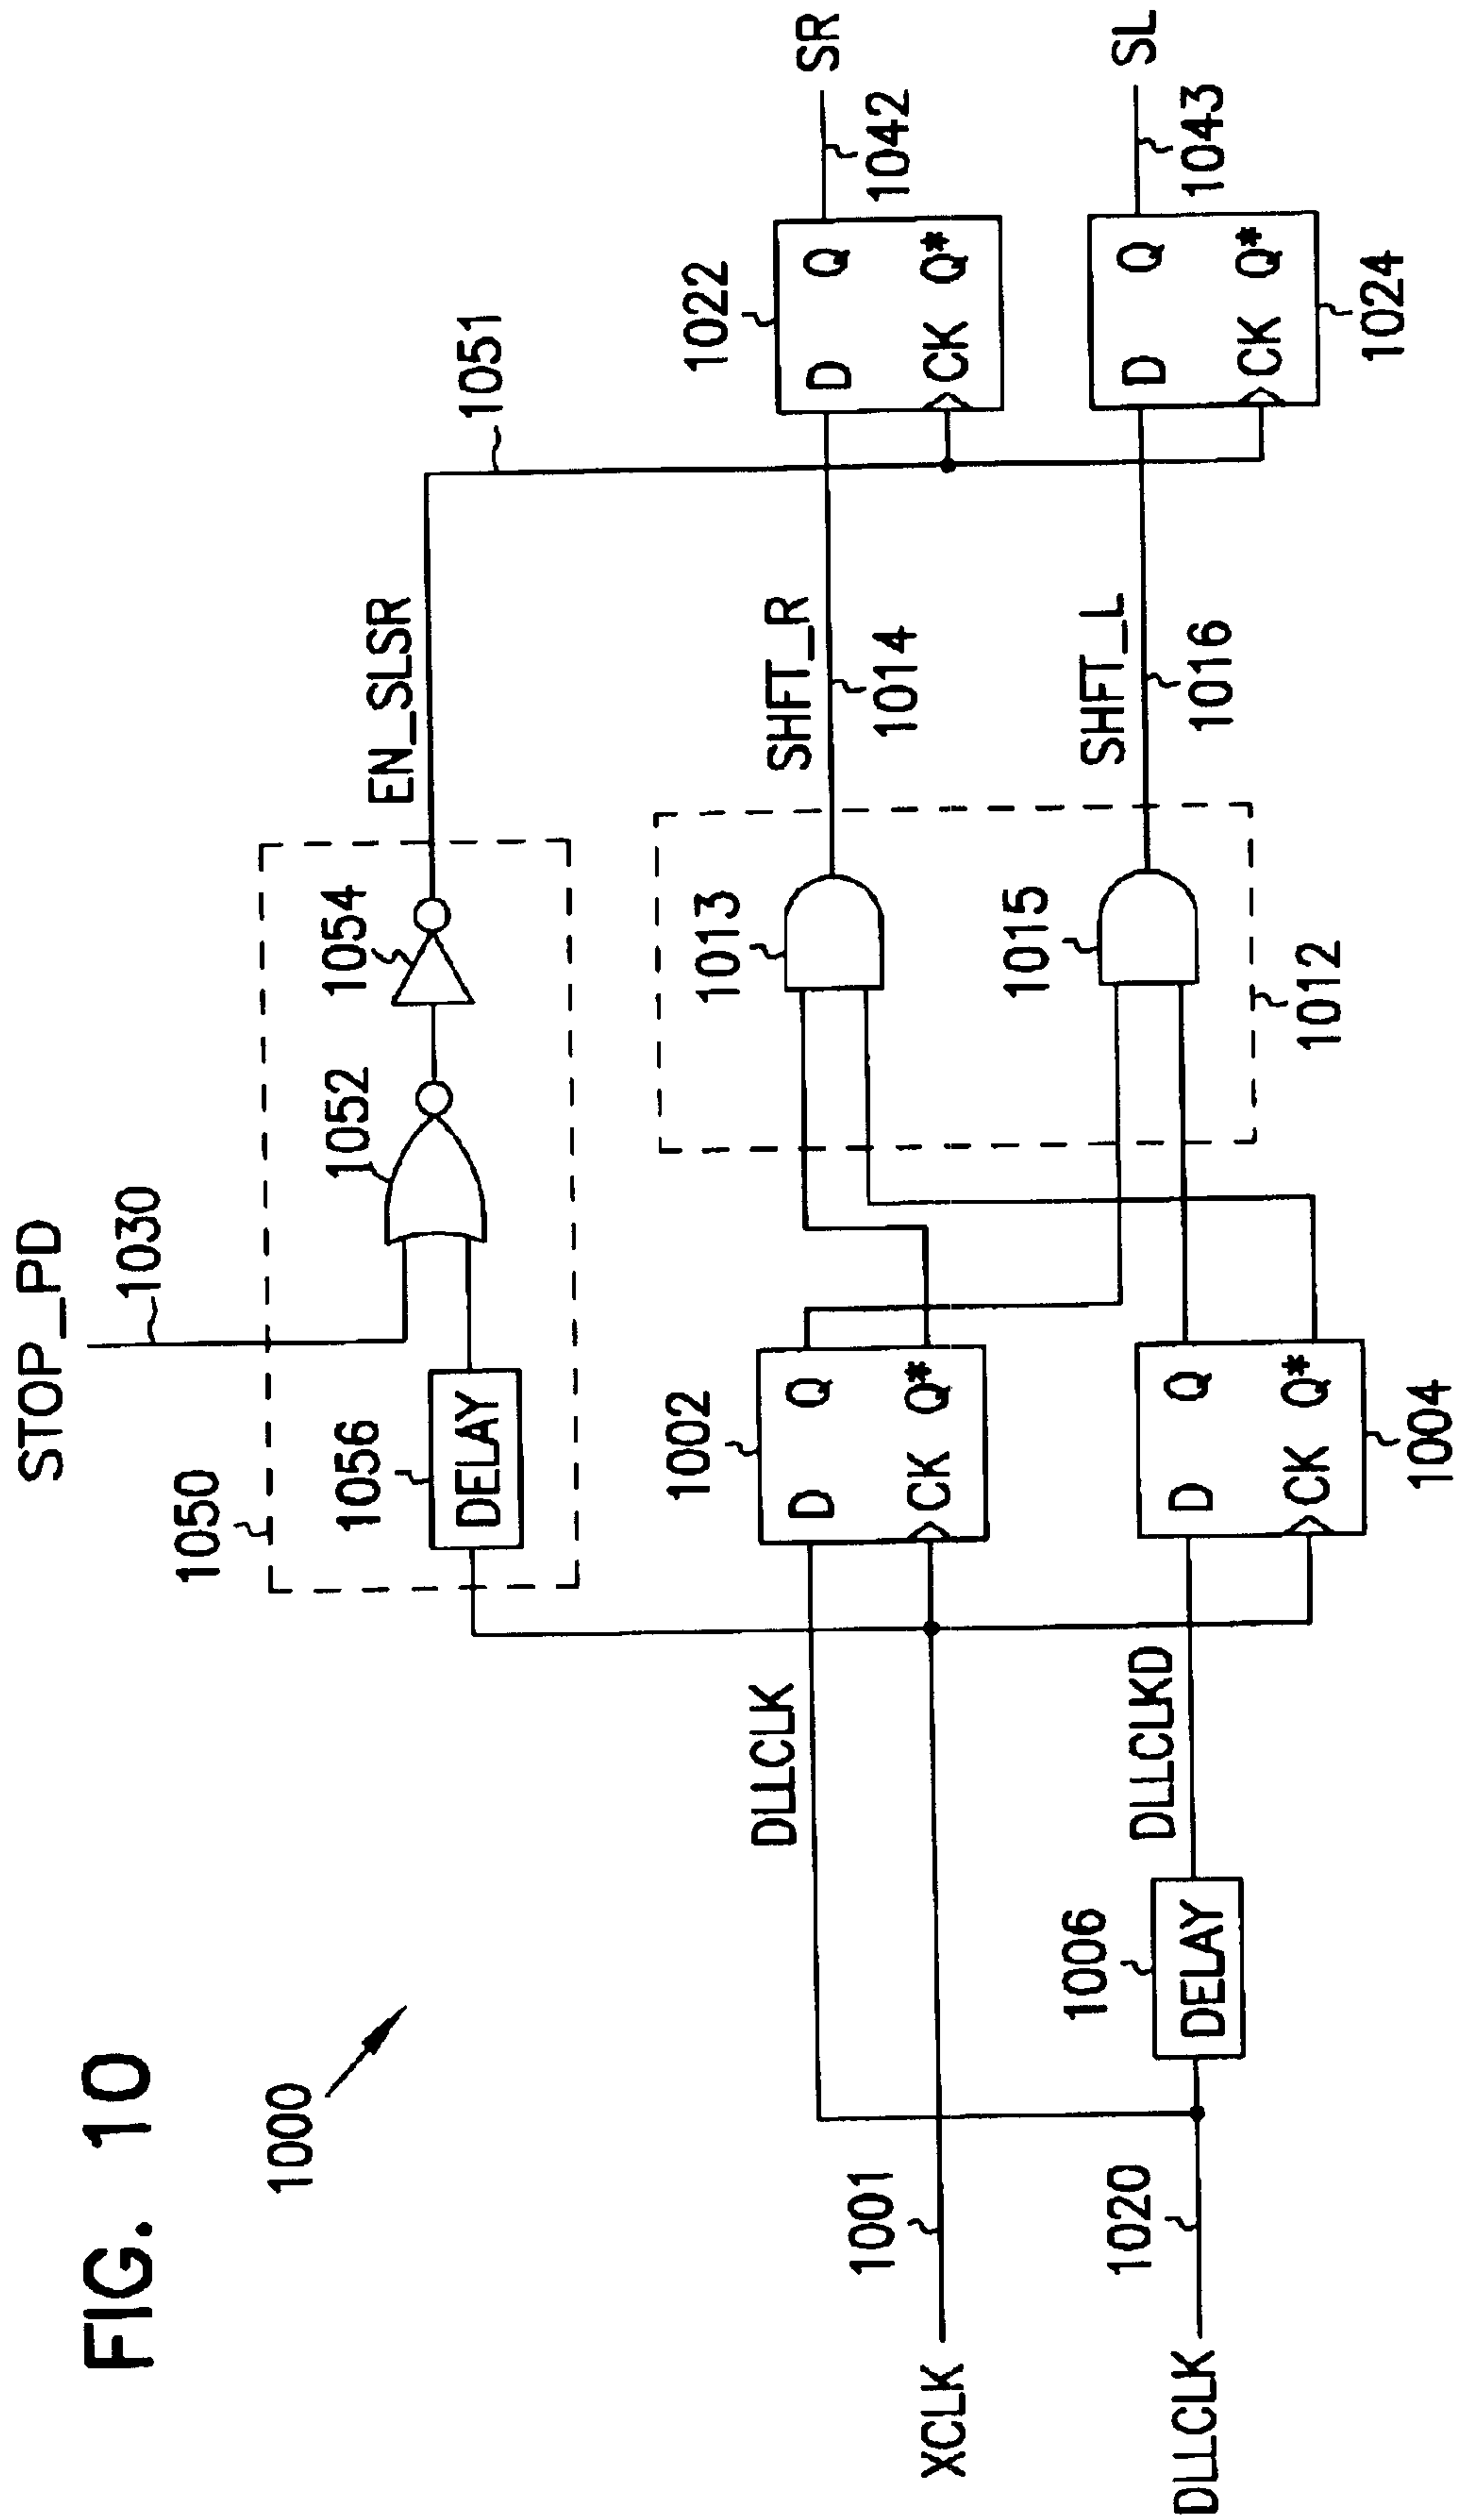 FIG. 10
1000
STOP_PD
1030
1050
1056
DELAY
1052
1054
EN_SLSR
1051
1002
D Q
CK Q*
1013
SHFT_R
1014
1022
D Q
CK Q*
SR
1042
DLLCLK
XCLK
1001
1015
SHFT_L
1016
SL
1043
D Q
CK Q*
1024
1012
DLLCLK
1020
1006
DELAY
DLLCLKD
D Q
CK Q*
1004